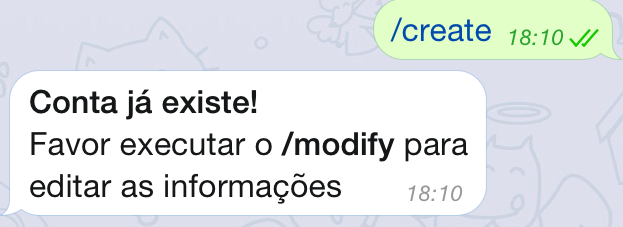 /create 18:10
Conta já existe!
Favor executar o /modify para
editar as informações 18:10